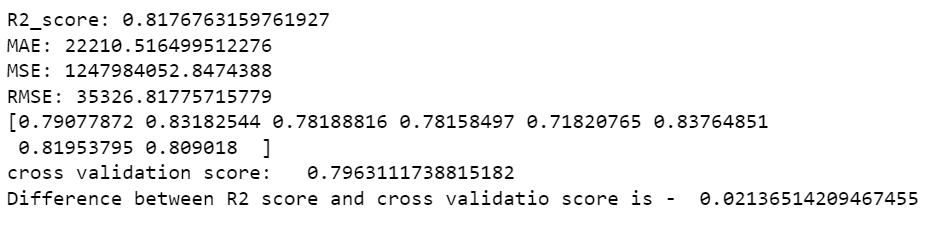 R2_score: 0.8176763159761927
MAE: 22210.516499512276
MSE: 1247984052.8474388
RMSE: 35326.81775715779
[0.79077872 0.83182544 0.78188816 0.78158497 0.71820765 0.83764851
 0.81953795 0.809018  ]
cross validation score:   0.7963111738815182
Difference between R2 score and cross validatio score is -  0.02136514209467455